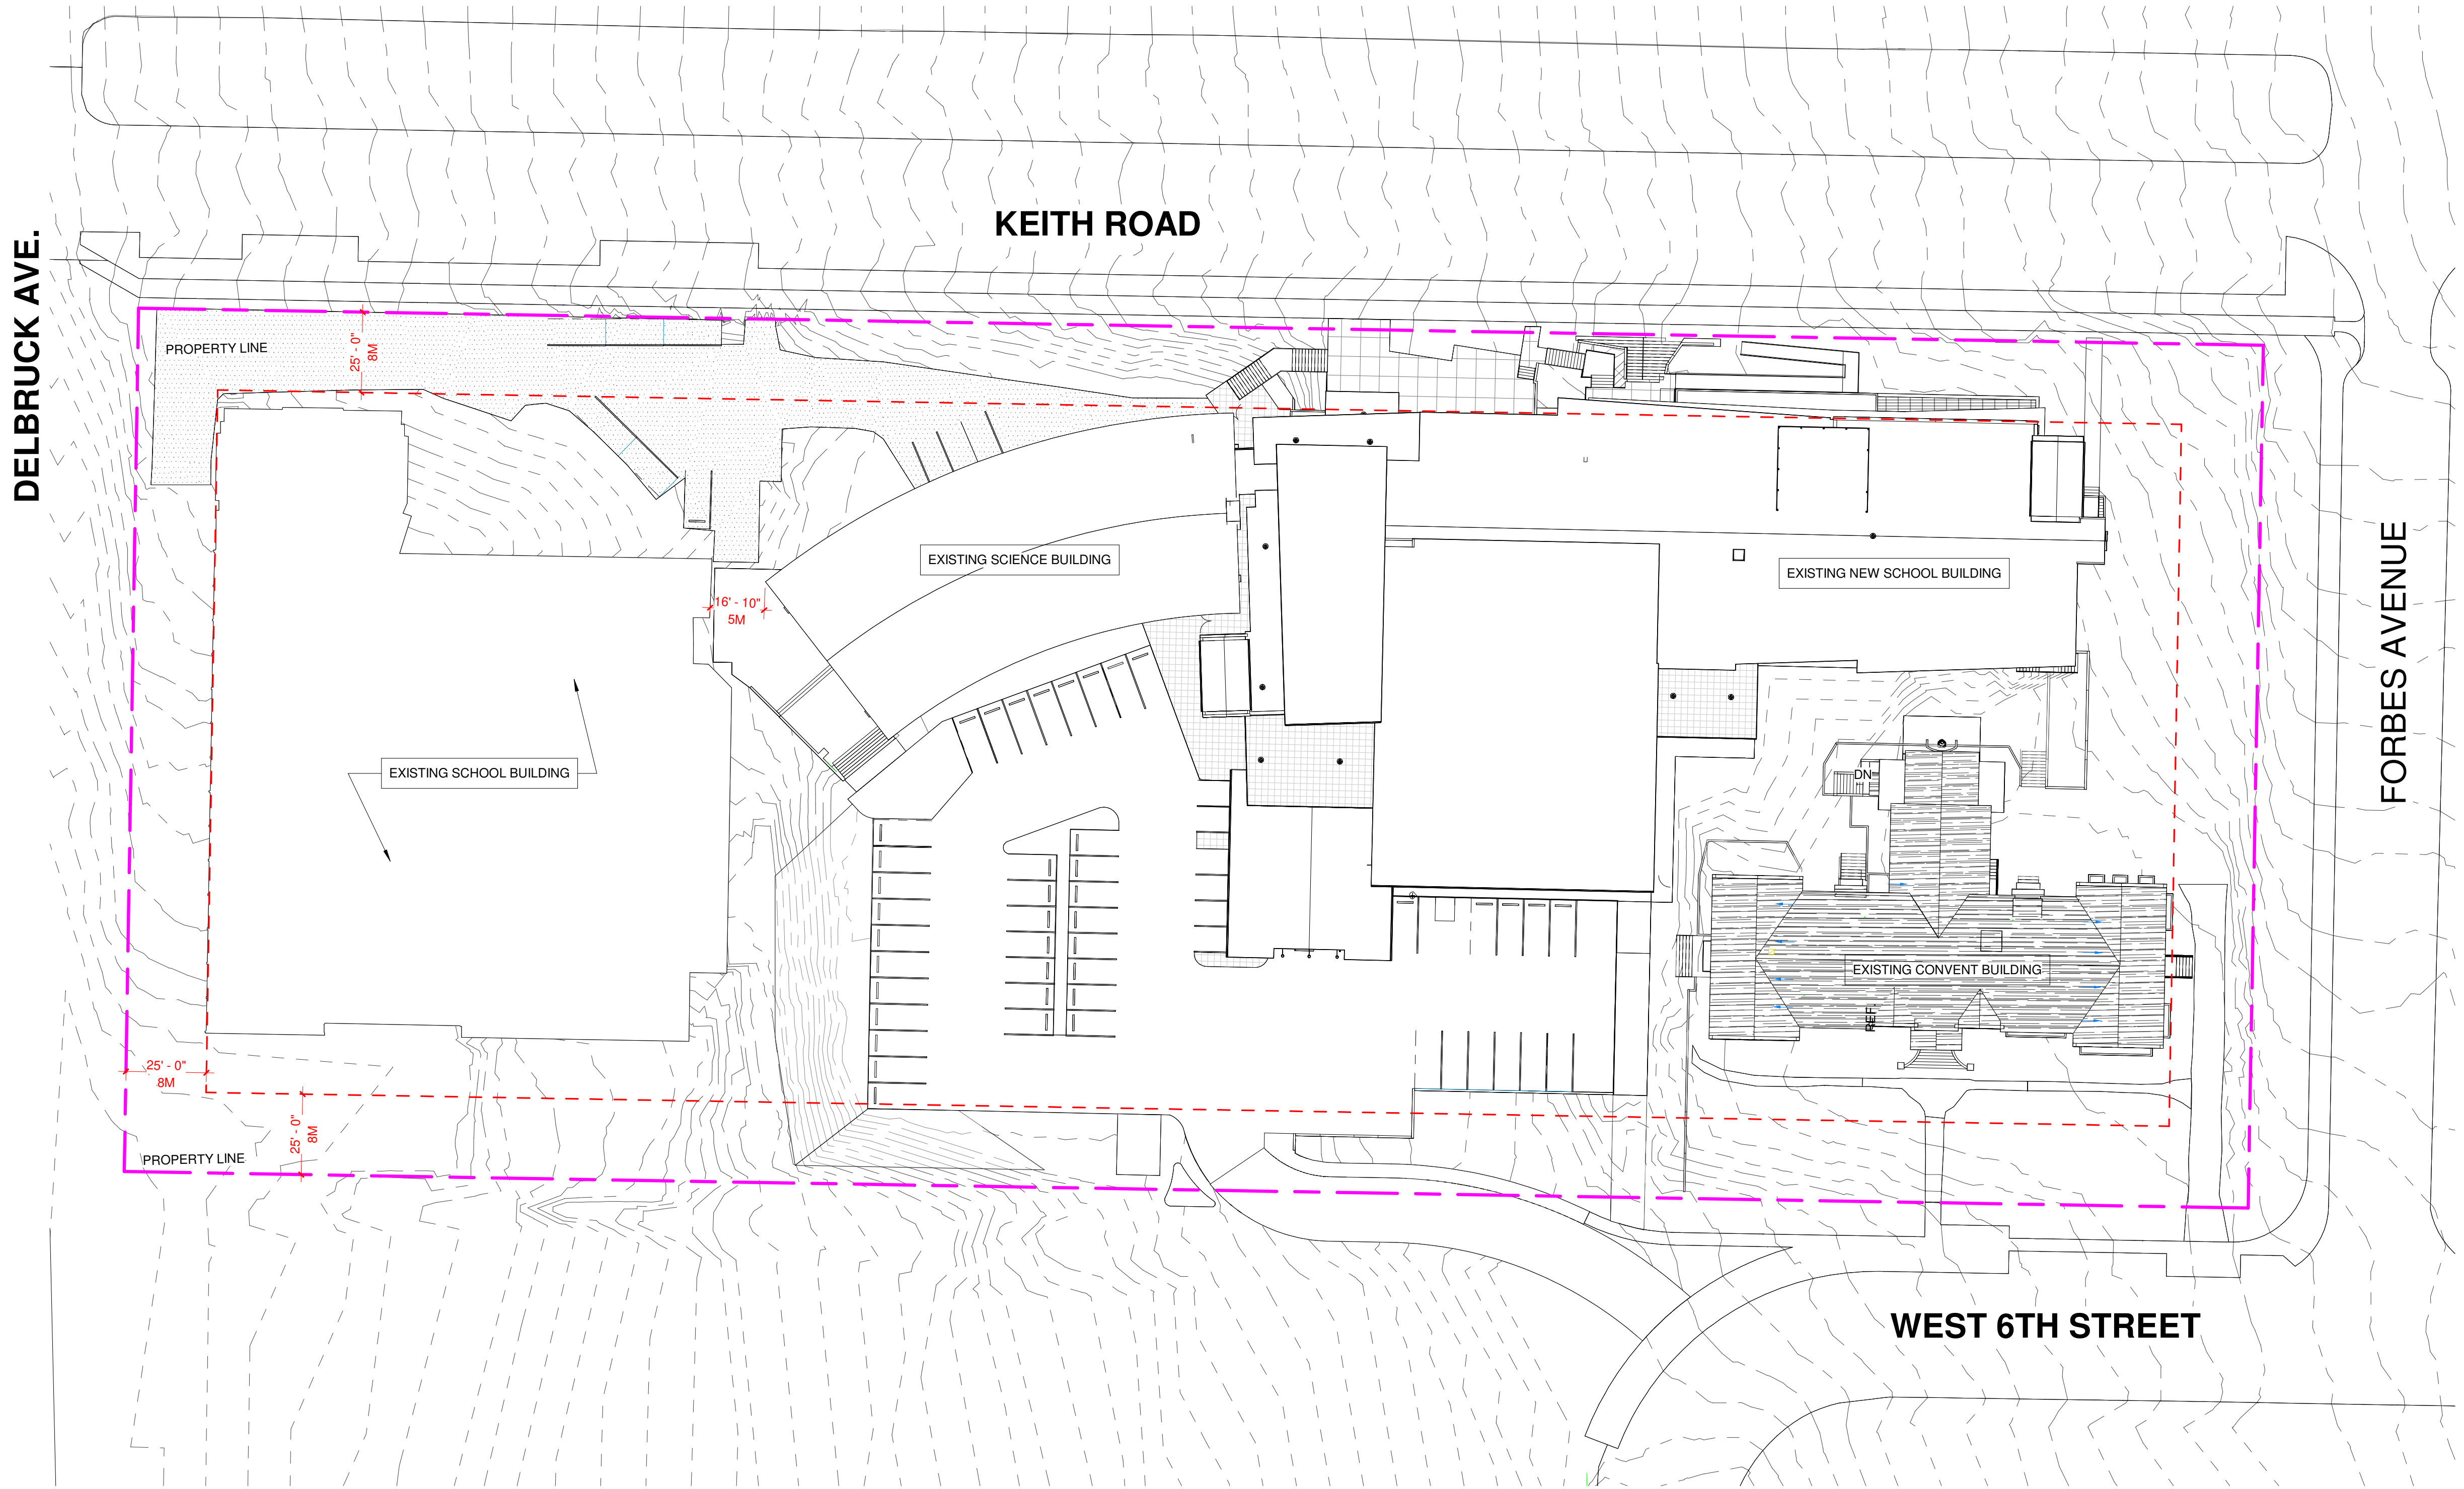 KEITH ROAD
DELBRUCK AVE.
PROPERTY LINE
25' - 0"
8M
EXISTING SCIENCE BUILDING
EXISTING NEW SCHOOL BUILDING
16' - 10"
5M
FORBES AVENUE
EXISTING SCHOOL BUILDING
DN
EXISTING CONVENT BUILDING
25' - 0"
8M
25' - 0"
8M
PROPERTY LINE
WEST 6TH STREET